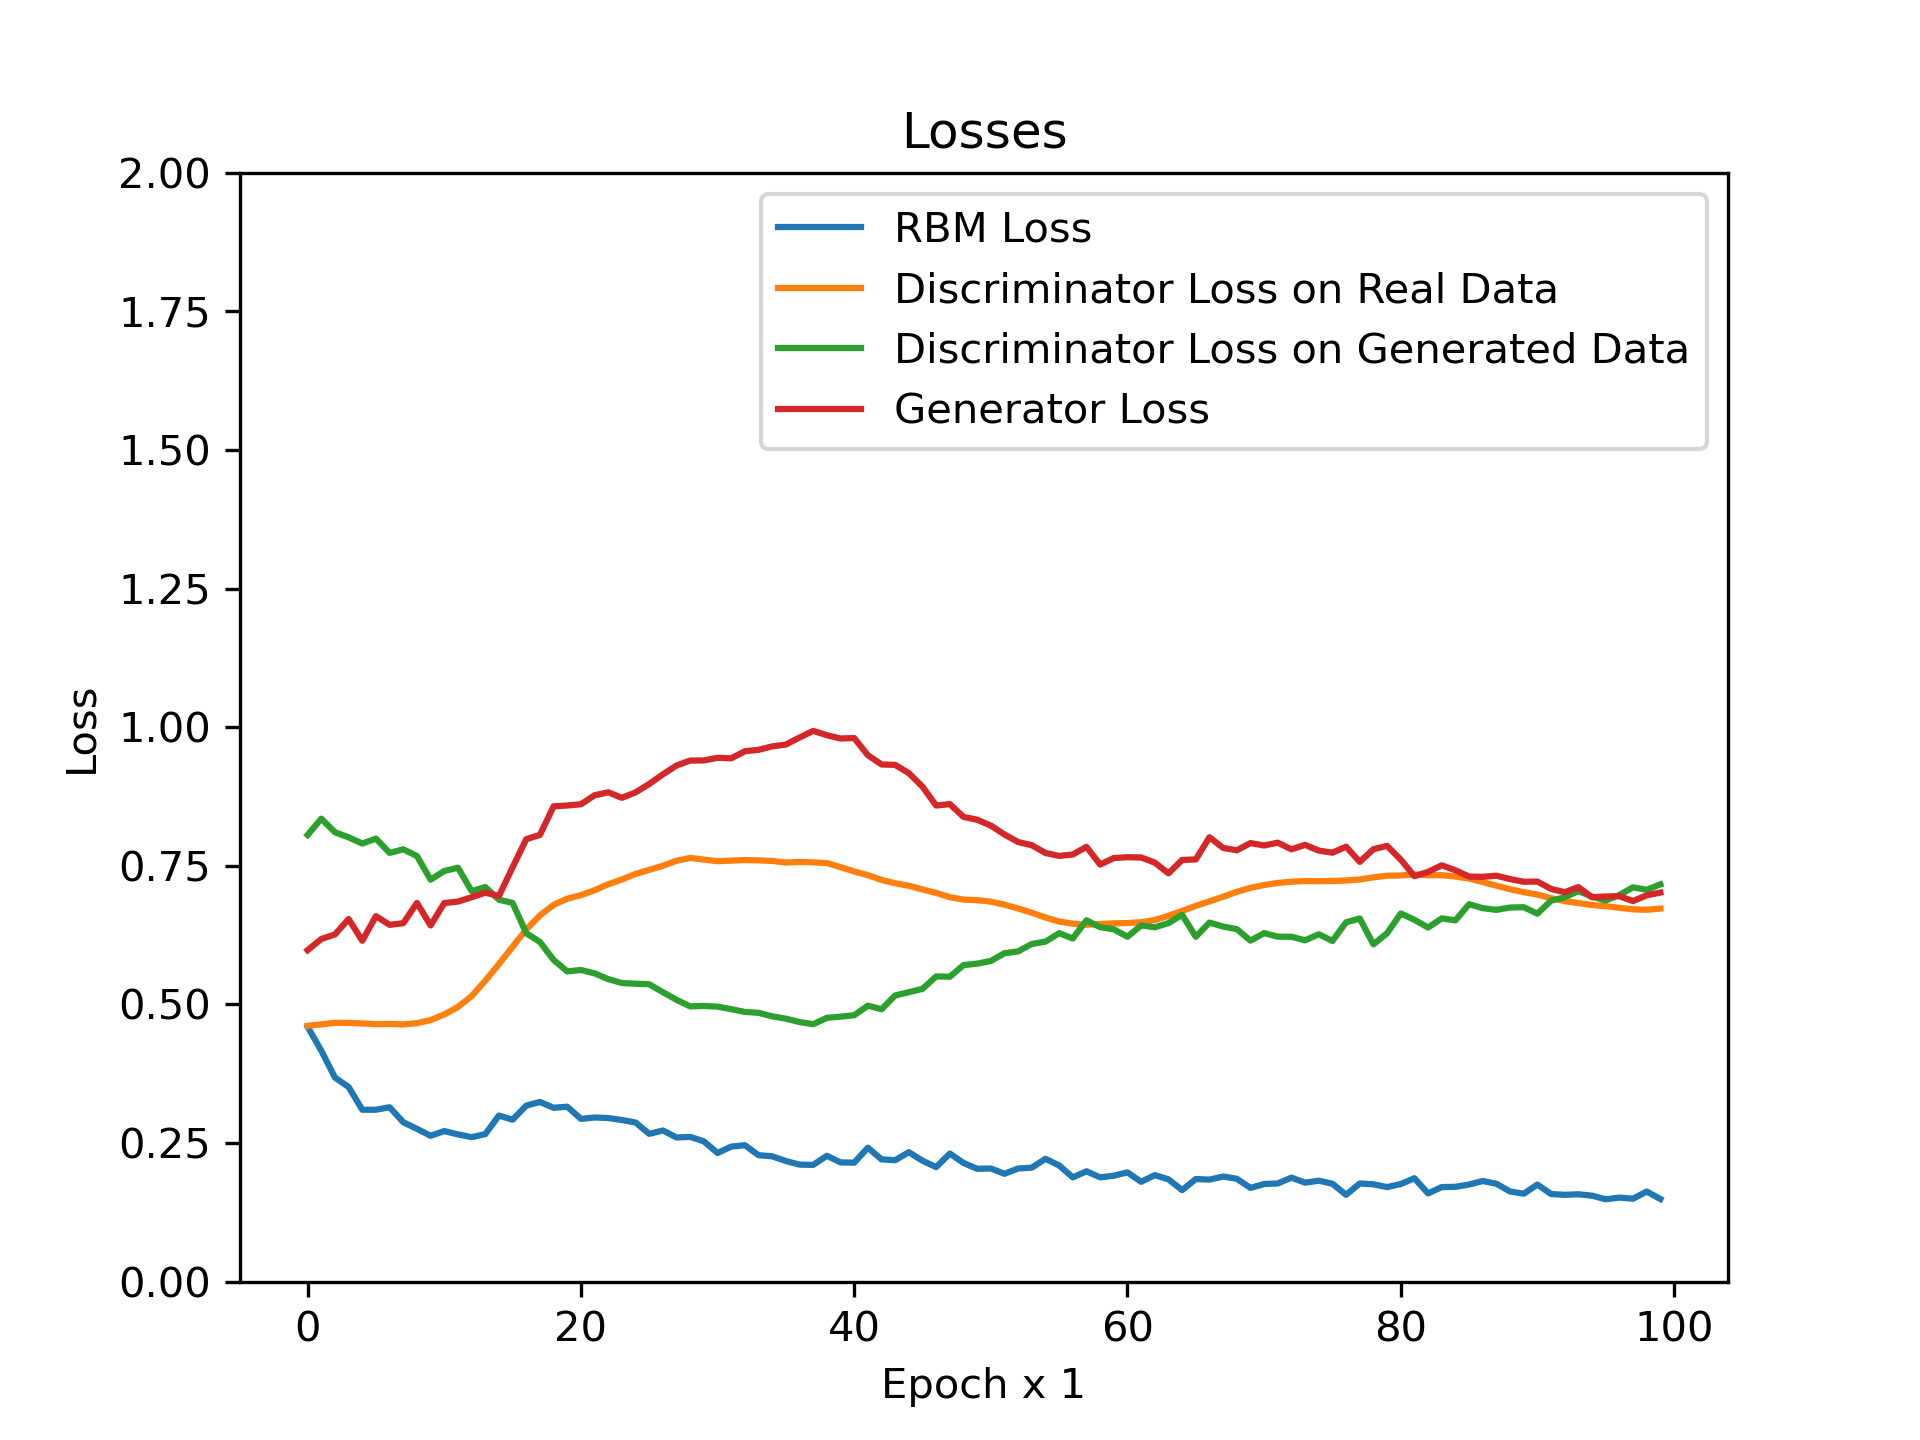 Losses
2.00
1.75
1.50
1.25
1.00
0.75
0.50
0.25
0.00
Loss
RBM Loss
Discriminator Loss on Real Data
Discriminator Loss on Generated Data
Generator Loss
0 20 40 60 80 100
Epoch x 1